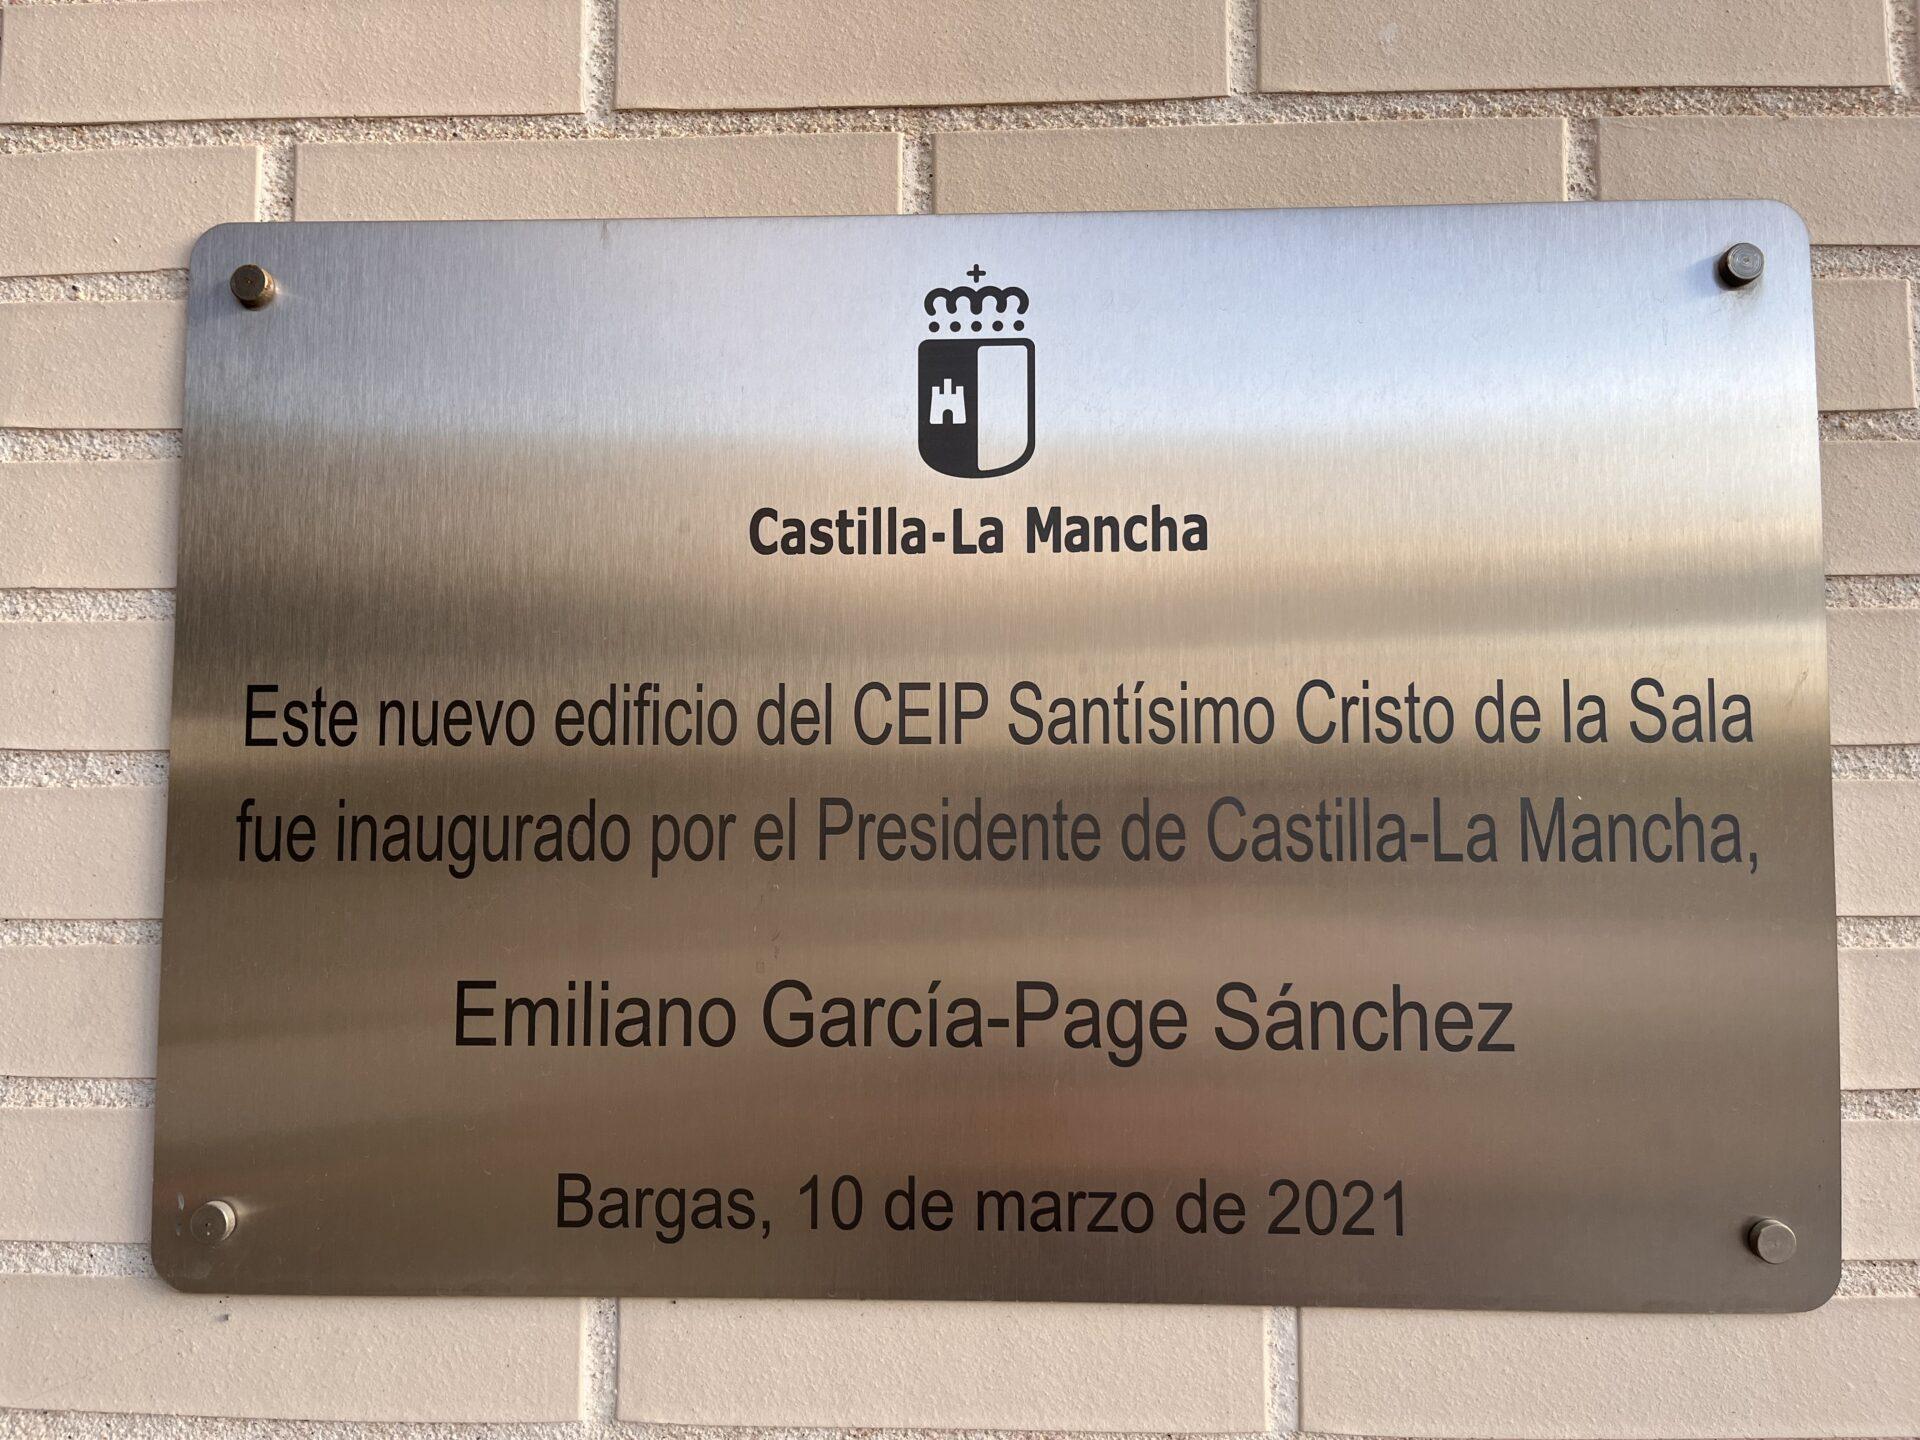 Castilla-La Mancha
Este nuevo edificio del CEIP Santísimo Cristo de la Sala
fue inaugurado por el Presidente de Castilla-La Mancha,
Emiliano García-Page Sánchez
Bargas, 10 de marzo de 2021